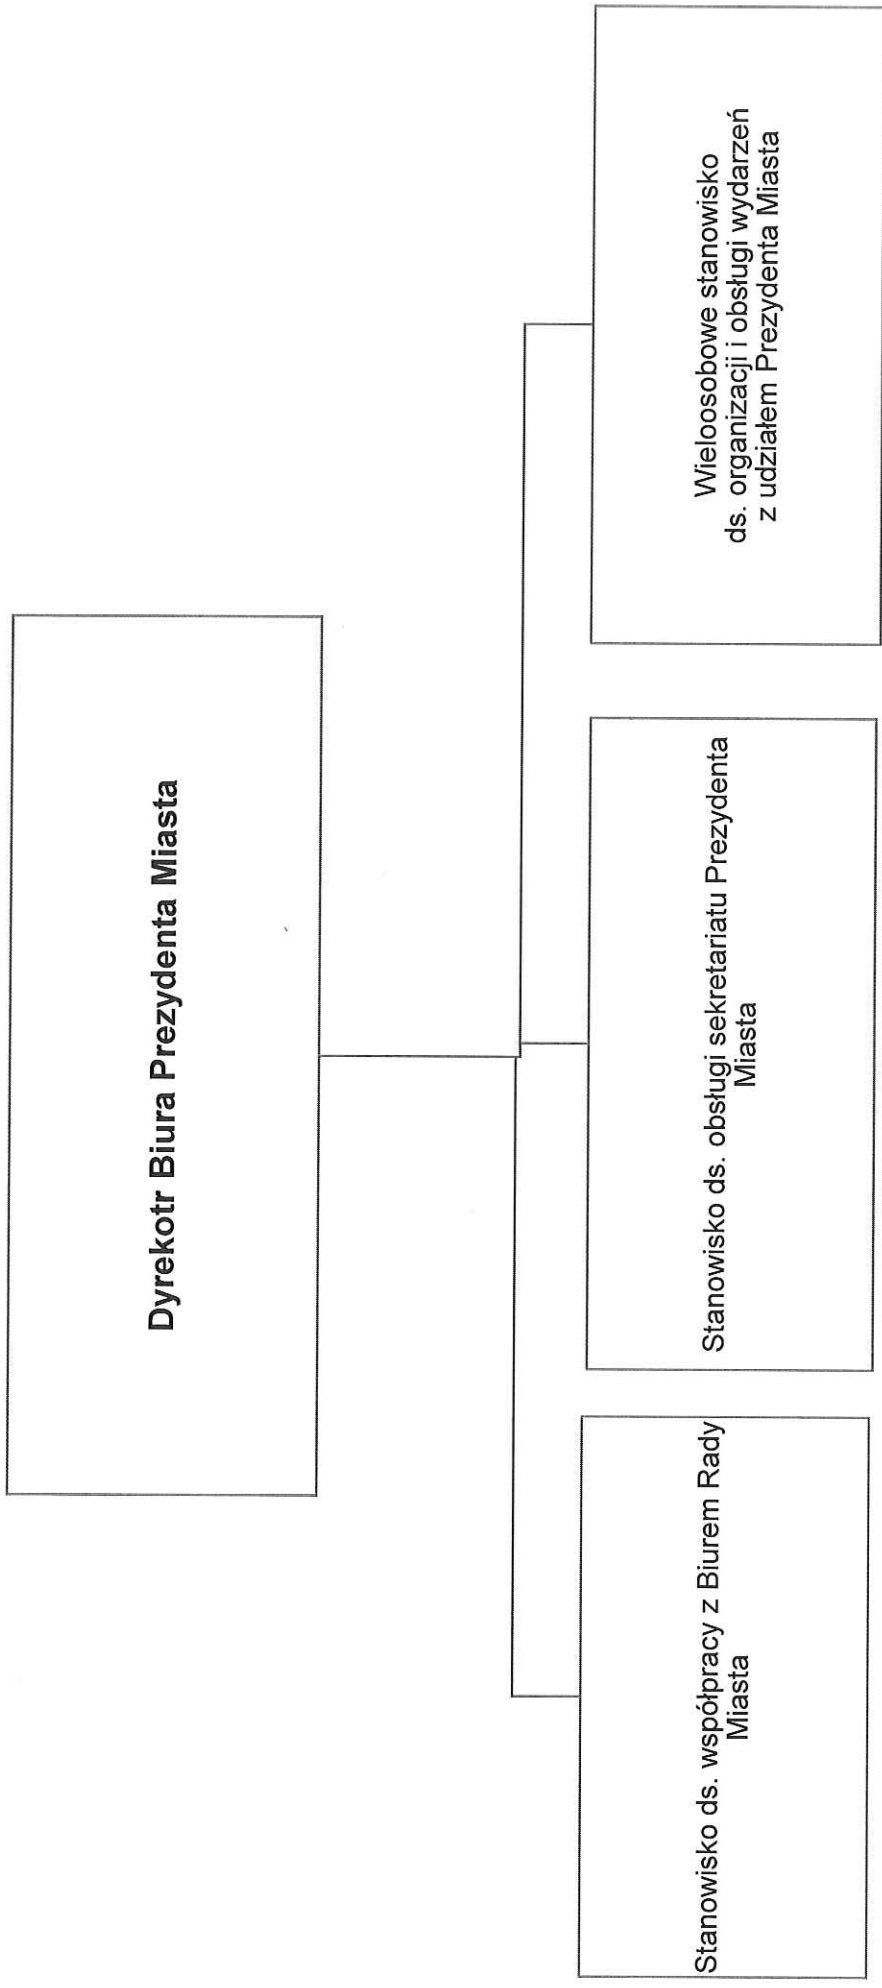 Dyrekotr Biura Prezydenta Miasta
Stanowisko ds. współpracy z Biurem Rady
Miasta
Stanowisko ds. obsługi sekretariatu Prezydenta
Miasta
Wieloosobowe stanowisko
ds. organizacji i obsługi wydarzeń
z udziałem Prezydenta Miasta